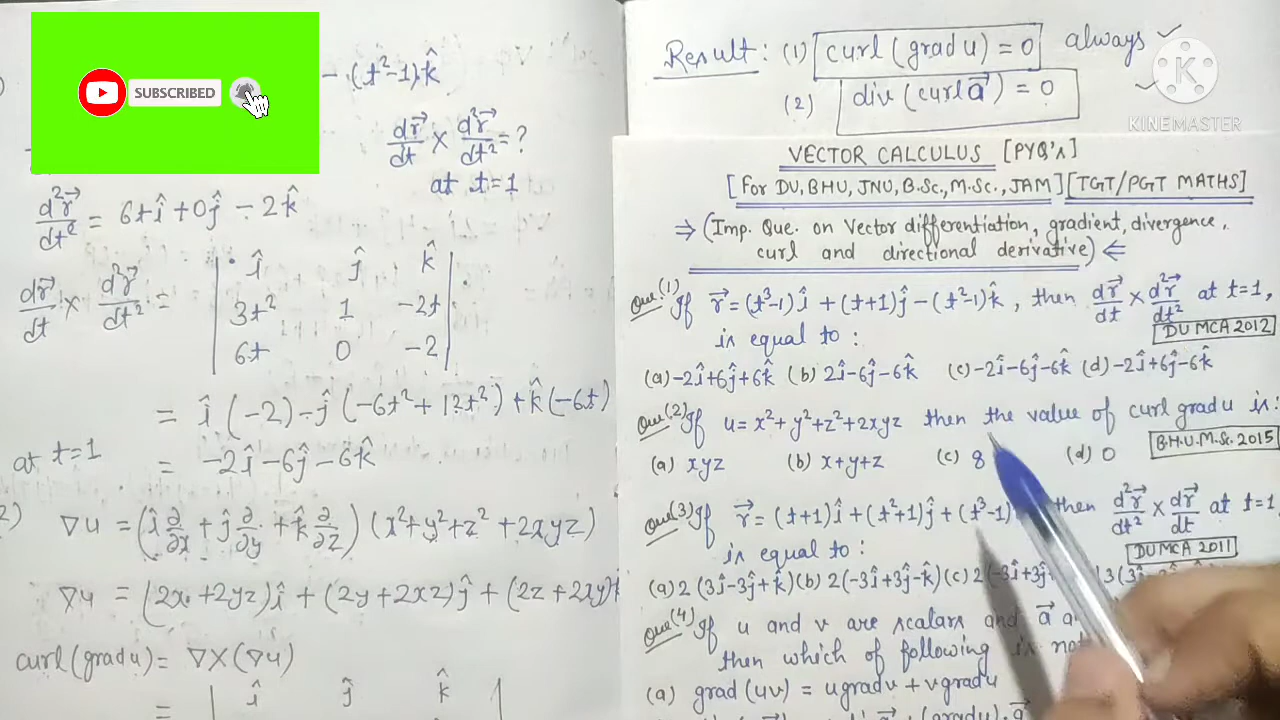 SUBSCRIBED
- (t²-1)k̂
dr⃗/dt × d²r⃗/dt² = ?
at t=1
d²r⃗/dt² = 6tî + 0ĵ - 2k̂
dr⃗/dt × d²r⃗/dt² = | î ĵ k̂ |
| 3t² 1 -2t |
| 6t 0 -2 |
= î(-2) - ĵ(-6t² + 12t²) + k̂(-6t)
at t=1 = -2î - 6ĵ - 6k̂
2) ∇u = (î ∂/∂x + ĵ ∂/∂y + k̂ ∂/∂z) (x²+y²+z² + 2xyz)
∇u = (2x+2yz)î + (2y+2xz)ĵ + (2z+2xy)
curl(grad u) = ∇×(∇u)
= | î ĵ k̂ |
Result: (1) curl(grad u) = 0 always ✓
(2) div(curl a⃗) = 0 ✓
K
KINEMASTER
VECTOR CALCULUS [PYQ's]
[For DU, BHU, JNU, B.Sc., M.Sc., JAM] [TGT/PGT MATHS]
⇒ (Imp. Que. on Vector differentiation, gradient, divergence,
curl and directional derivative) ⇐
Que(1) If r⃗ = (t³-1)î + (t+1)ĵ - (t²-1)k̂, then dr⃗/dt × d²r⃗/dt² at t=1,
is equal to: DU MCA 2012
(a) -2î+6ĵ+6k̂ (b) 2î-6ĵ-6k̂ (c) -2î-6ĵ-6k̂ (d) -2î+6ĵ-6k̂
Que(2) If u = x²+y²+z²+2xyz then the value of curl grad u is:
(a) xyz (b) x+y+z (c) 8 (d) 0 B.H.U. M.Sc. 2015
Que(3) If r⃗ = (t+1)î + (t²+1)ĵ + (t³-1) then d²r⃗/dt² × dr⃗/dt at t=1
is equal to: DU MCA 2011
(a) 2(3î-3ĵ+k̂) (b) 2(-3î+3ĵ-k̂) (c) 2(-3î+3ĵ
Que(4) If u and v are scalars and a⃗
then which of following is not
(a) grad(uv) = u grad v + v grad u